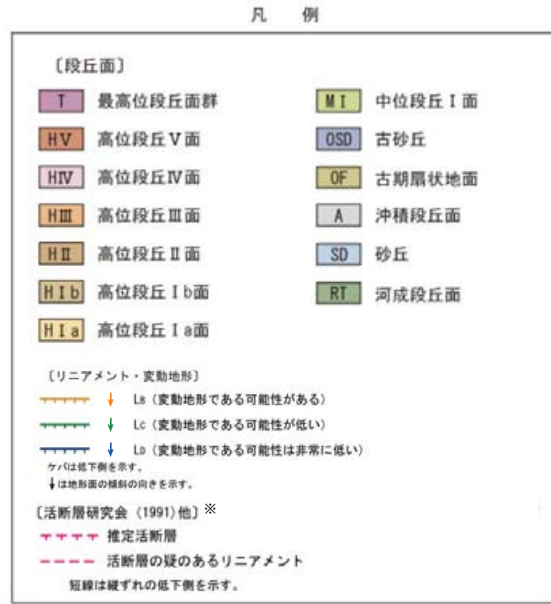 凡 例
〔段丘面〕
T 最高位段丘面群
HⅤ 高位段丘Ⅴ面
HⅣ 高位段丘Ⅳ面
HⅢ 高位段丘Ⅲ面
HⅡ 高位段丘Ⅱ面
HⅠb 高位段丘Ⅰb面
HⅠa 高位段丘Ⅰa面
MⅠ 中位段丘Ⅰ面
OSD 古砂丘
OF 古期扇状地面
A 沖積段丘面
SD 砂丘
RT 河成段丘面
〔リニアメント・変動地形〕
LB (変動地形である可能性がある)
LC (変動地形である可能性が低い)
LD (変動地形である可能性は非常に低い)
ケバは低下側を示す。
↓は地形面の傾斜の向きを示す。
〔活断層研究会 (1991)他〕※
推定活断層
活断層の疑のあるリニアメント
短線は縦ずれの低下側を示す。